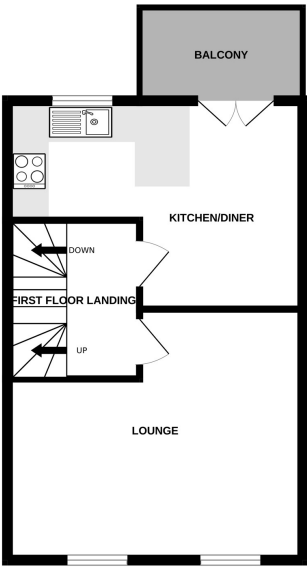 BALCONY
KITCHEN/DINER
DOWN
FIRST FLOOR LANDING
UP
LOUNGE